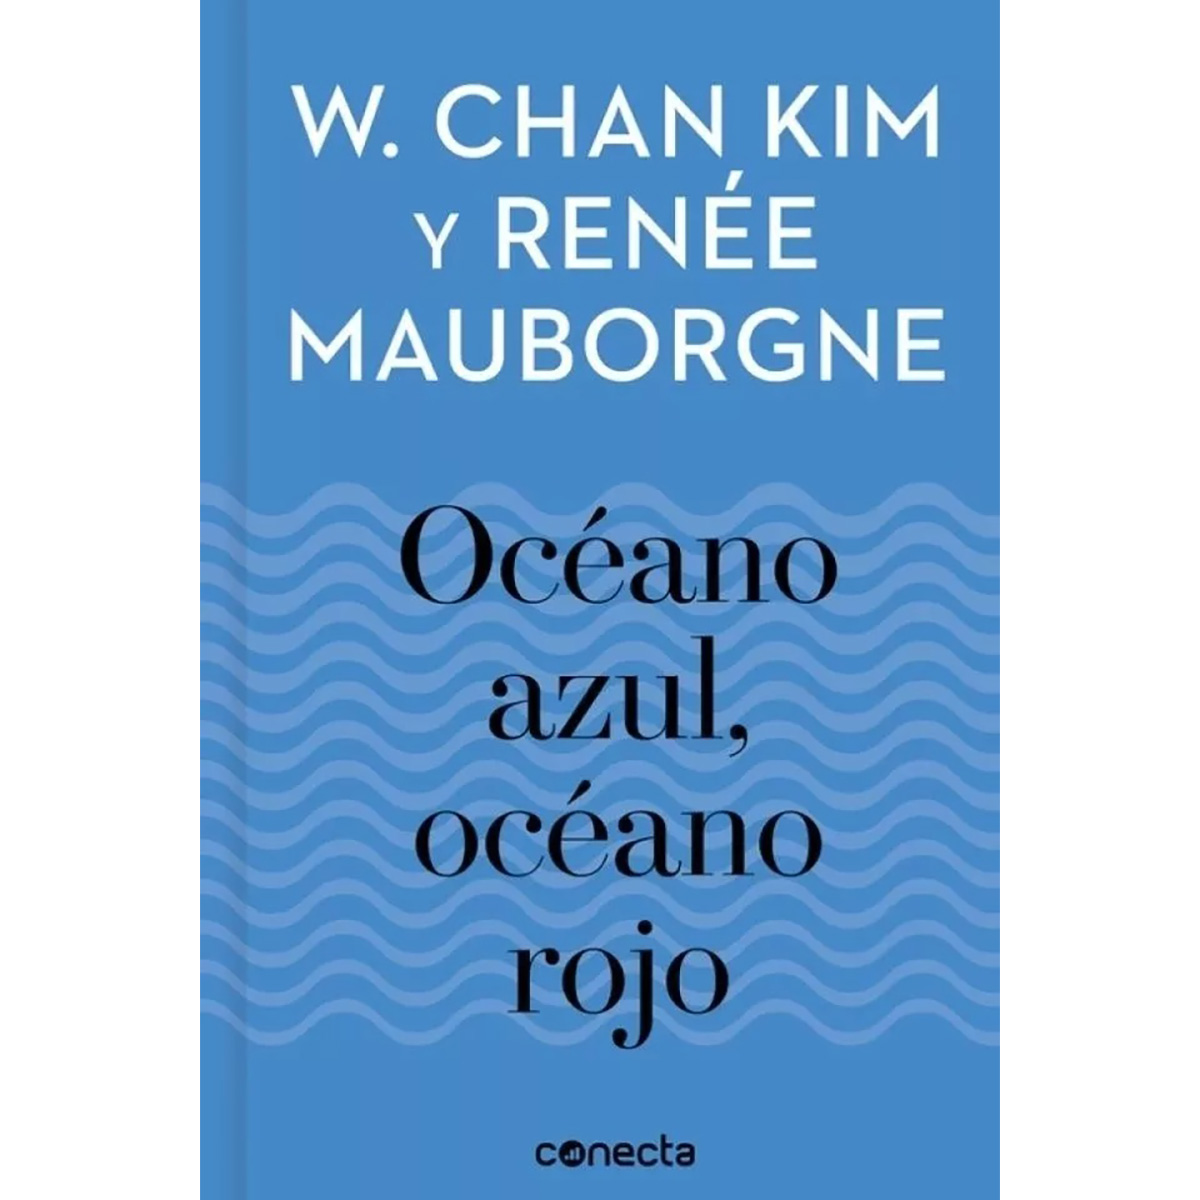 W. CHAN KIM
Y RENÉE
MAUBORGNE
Océano
azul,
océano
rojo
conecta